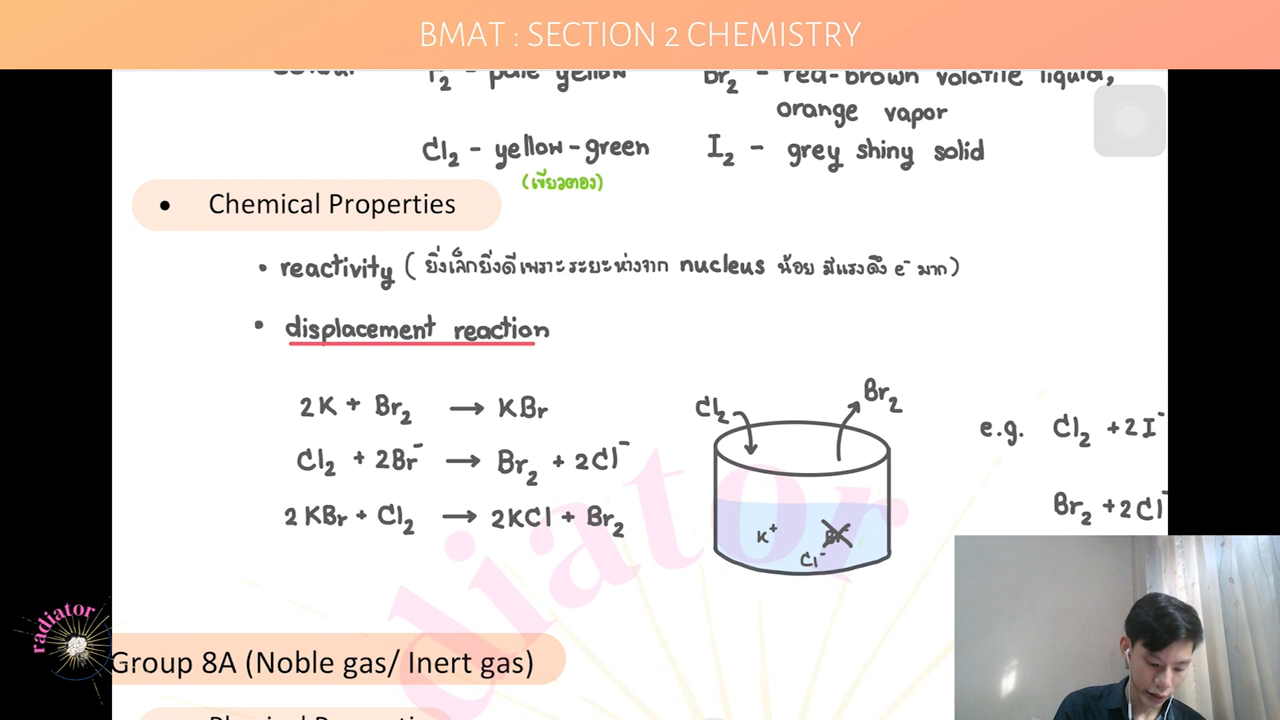 BMAT : SECTION 2 CHEMISTRY
colour F₂ - pale yellow Br₂ - red-brown volatile liquid,
orange vapor
Cl₂ - yellow-green I₂ - grey shiny solid
(เขียวตอง)
• Chemical Properties
• reactivity ( ยิ่งเล็กยิ่งดีเพราะระยะห่างจาก nucleus น้อย มีแรงดึง e⁻ มาก)
• displacement reaction
2K + Br₂ → KBr
Cl₂ + 2Br⁻ → Br₂ + 2Cl⁻
2KBr + Cl₂ → 2KCl + Br₂
Cl₂ Br₂
K⁺ Br⁻
Cl⁻
e.g. Cl₂ + 2I⁻
Br₂ + 2Cl⁻
radiator
Group 8A (Noble gas/ Inert gas)